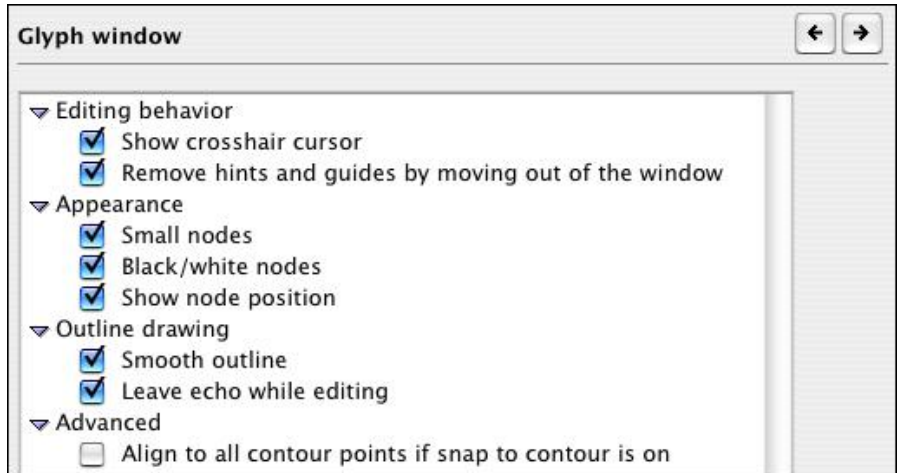 Glyph window
Editing behavior
Show crosshair cursor
Remove hints and guides by moving out of the window
Appearance
Small nodes
Black/white nodes
Show node position
Outline drawing
Smooth outline
Leave echo while editing
Advanced
Align to all contour points if snap to contour is on